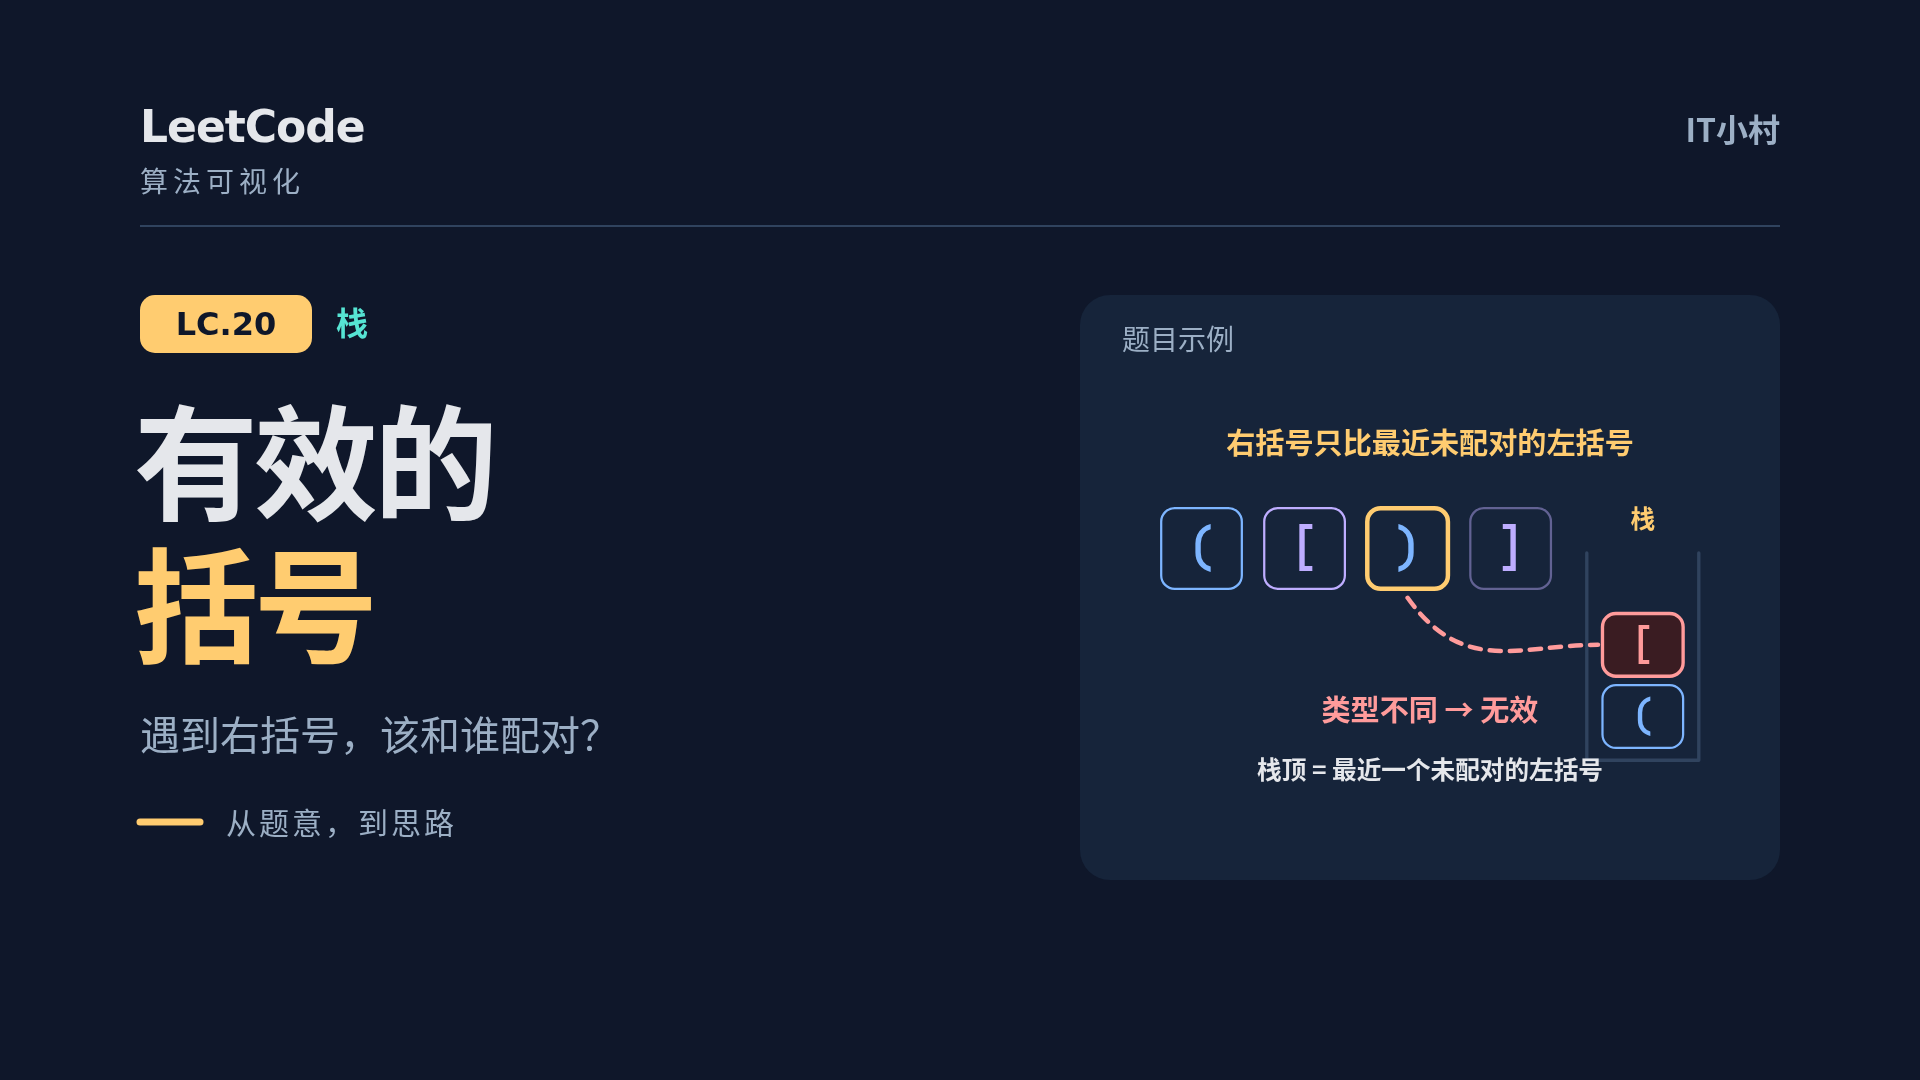 LeetCode
算法可视化
IT小村
LC.20 栈
有效的
括号
遇到右括号，该和谁配对?
从题意，到思路
题目示例
右括号只比最近未配对的左括号
( [ ) ]
栈
[
(
类型不同 → 无效
栈顶 = 最近一个未配对的左括号